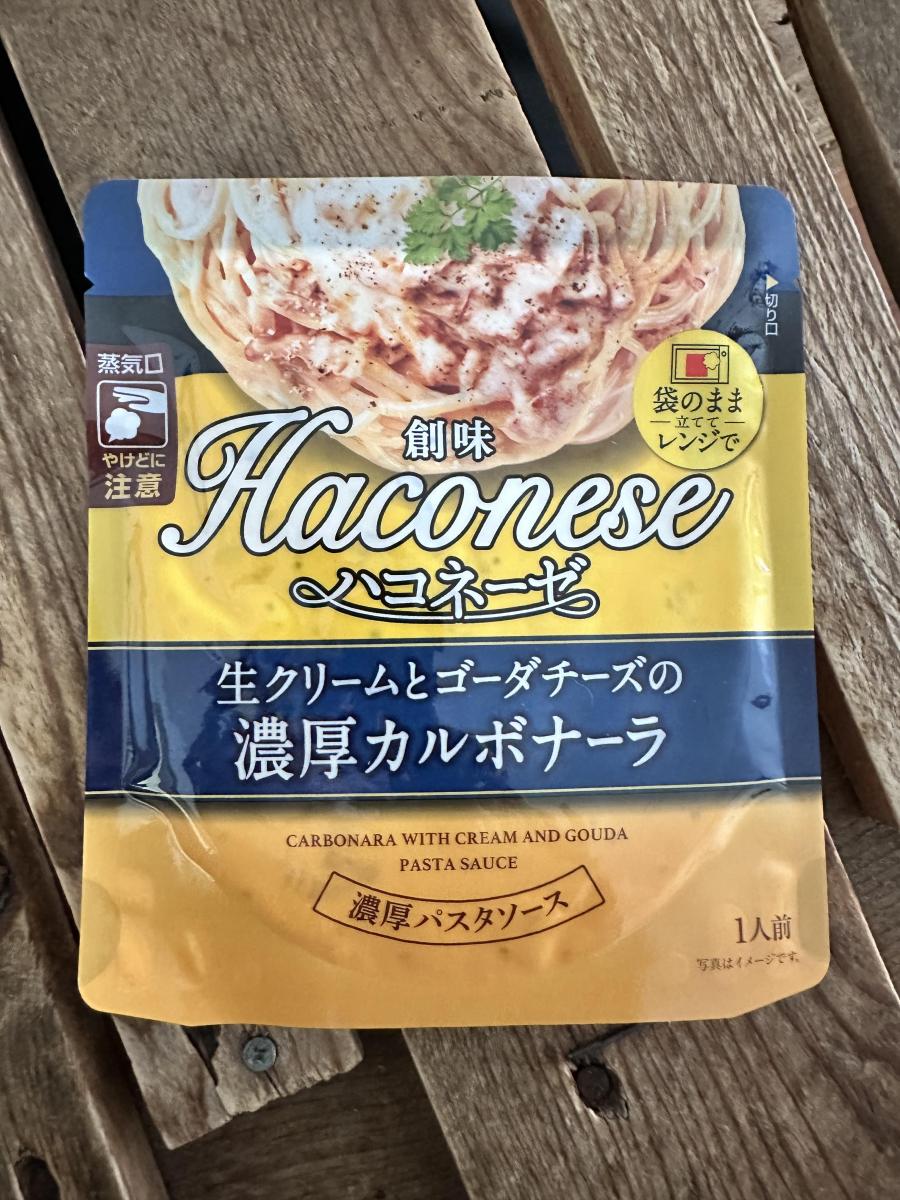 切り口
蒸気口
やけどに
注意
袋のまま
立てて
レンジで
創味
Haconese
ハコネーゼ
生クリームとゴーダチーズの
濃厚カルボナーラ
CARBONARA WITH CREAM AND GOUDA
PASTA SAUCE
濃厚パスタソース
1人前
写真はイメージです。